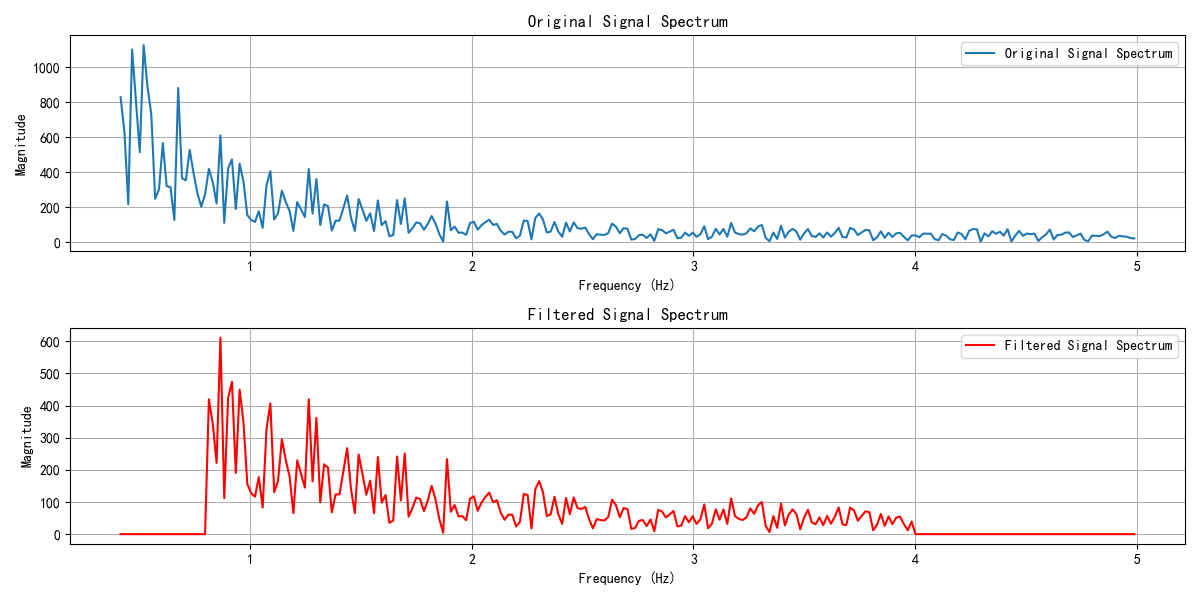 Original Signal Spectrum
Original Signal Spectrum
Magnitude
1000
800
600
400
200
0
1
2
3
4
5
Frequency (Hz)
Filtered Signal Spectrum
Filtered Signal Spectrum
Magnitude
600
500
400
300
200
100
0
1
2
3
4
5
Frequency (Hz)